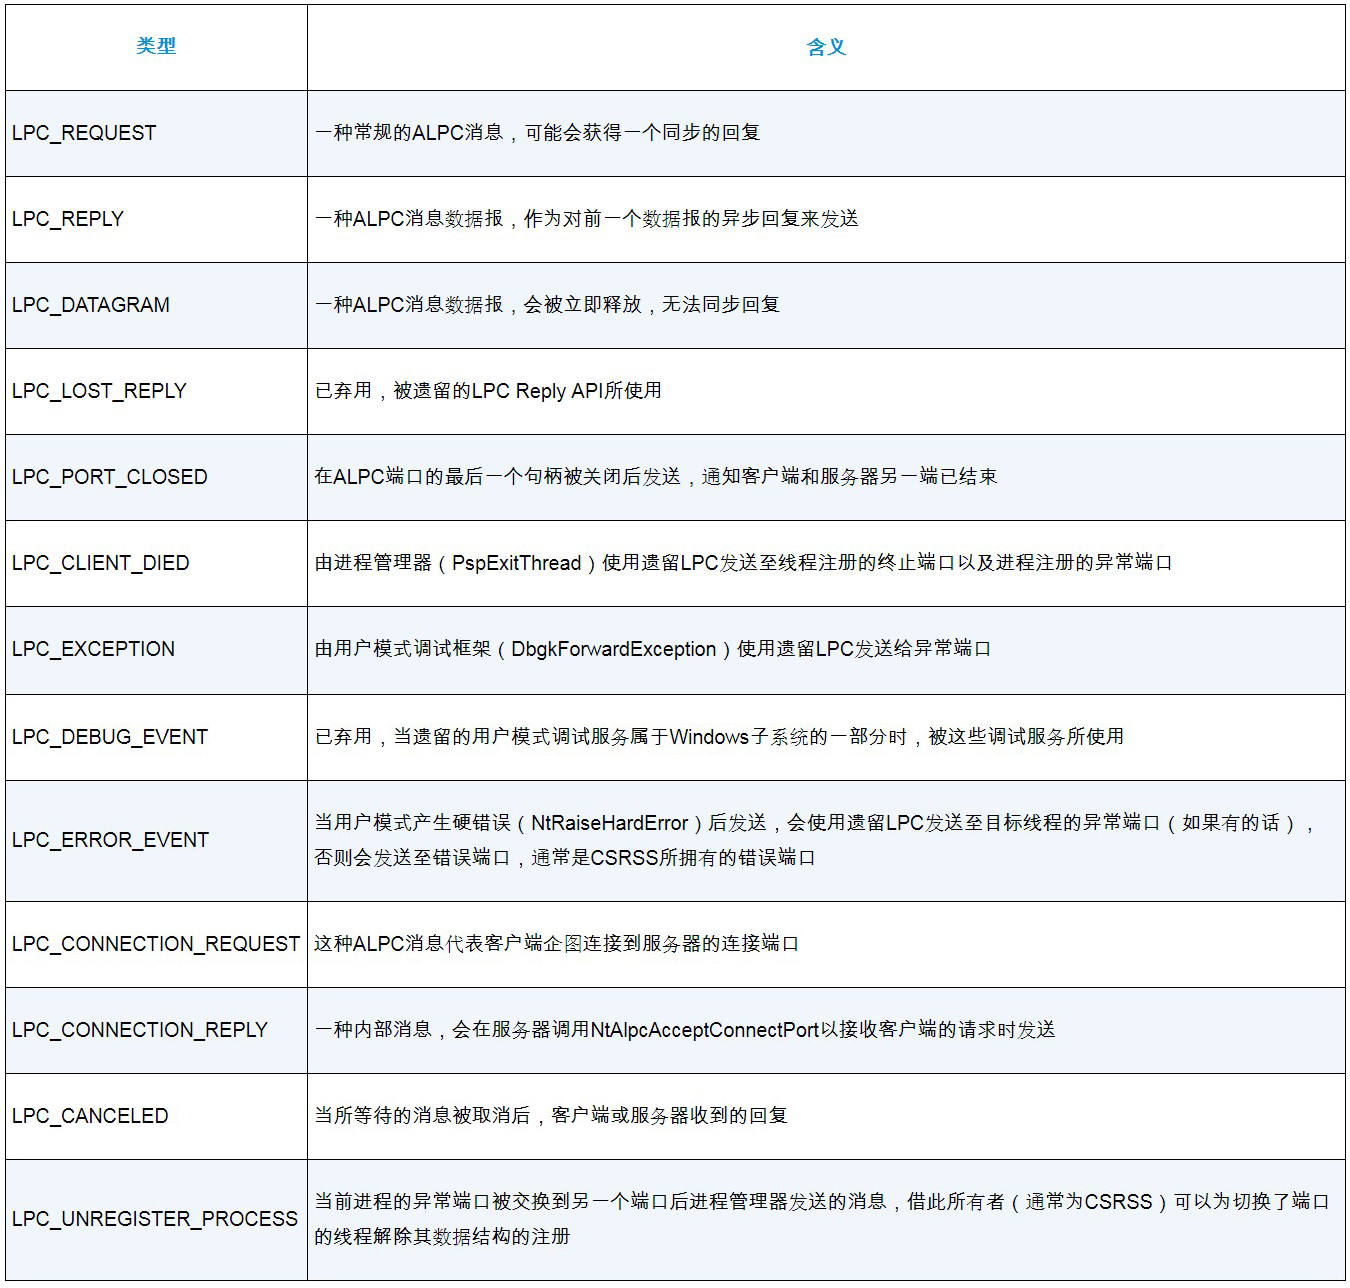 类型
含义
LPC_REQUEST
一种常规的ALPC消息，可能会获得一个同步的回复
LPC_REPLY
一种ALPC消息数据报，作为对前一个数据报的异步回复来发送
LPC_DATAGRAM
一种ALPC消息数据报，会被立即释放，无法同步回复
LPC_LOST_REPLY
已弃用，被遗留的LPC Reply API所使用
LPC_PORT_CLOSED
在ALPC端口的最后一个句柄被关闭后发送，通知客户端和服务器另一端已结束
LPC_CLIENT_DIED
由进程管理器（PspExitThread）使用遗留LPC发送至线程注册的终止端口以及进程注册的异常端口
LPC_EXCEPTION
由用户模式调试框架（DbgkForwardException）使用遗留LPC发送给异常端口
LPC_DEBUG_EVENT
已弃用，当遗留的用户模式调试服务属于Windows子系统的一部分时，被这些调试服务所使用
LPC_ERROR_EVENT
当用户模式产生硬错误（NtRaiseHardError）后发送，会使用遗留LPC发送至目标线程的异常端口（如果有的话），
否则会发送至错误端口，通常是CSRSS所拥有的错误端口
LPC_CONNECTION_REQUEST
这种ALPC消息代表客户端企图连接到服务器的连接端口
LPC_CONNECTION_REPLY
一种内部消息，会在服务器调用NtAlpcAcceptConnectPort以接收客户端的请求时发送
LPC_CANCELED
当所等待的消息被取消后，客户端或服务器收到的回复
LPC_UNREGISTER_PROCESS
当前进程的异常端口被交换到另一个端口后进程管理器发送的消息，借此所有者（通常为CSRSS）可以为切换了端口
的线程解除其数据结构的注册